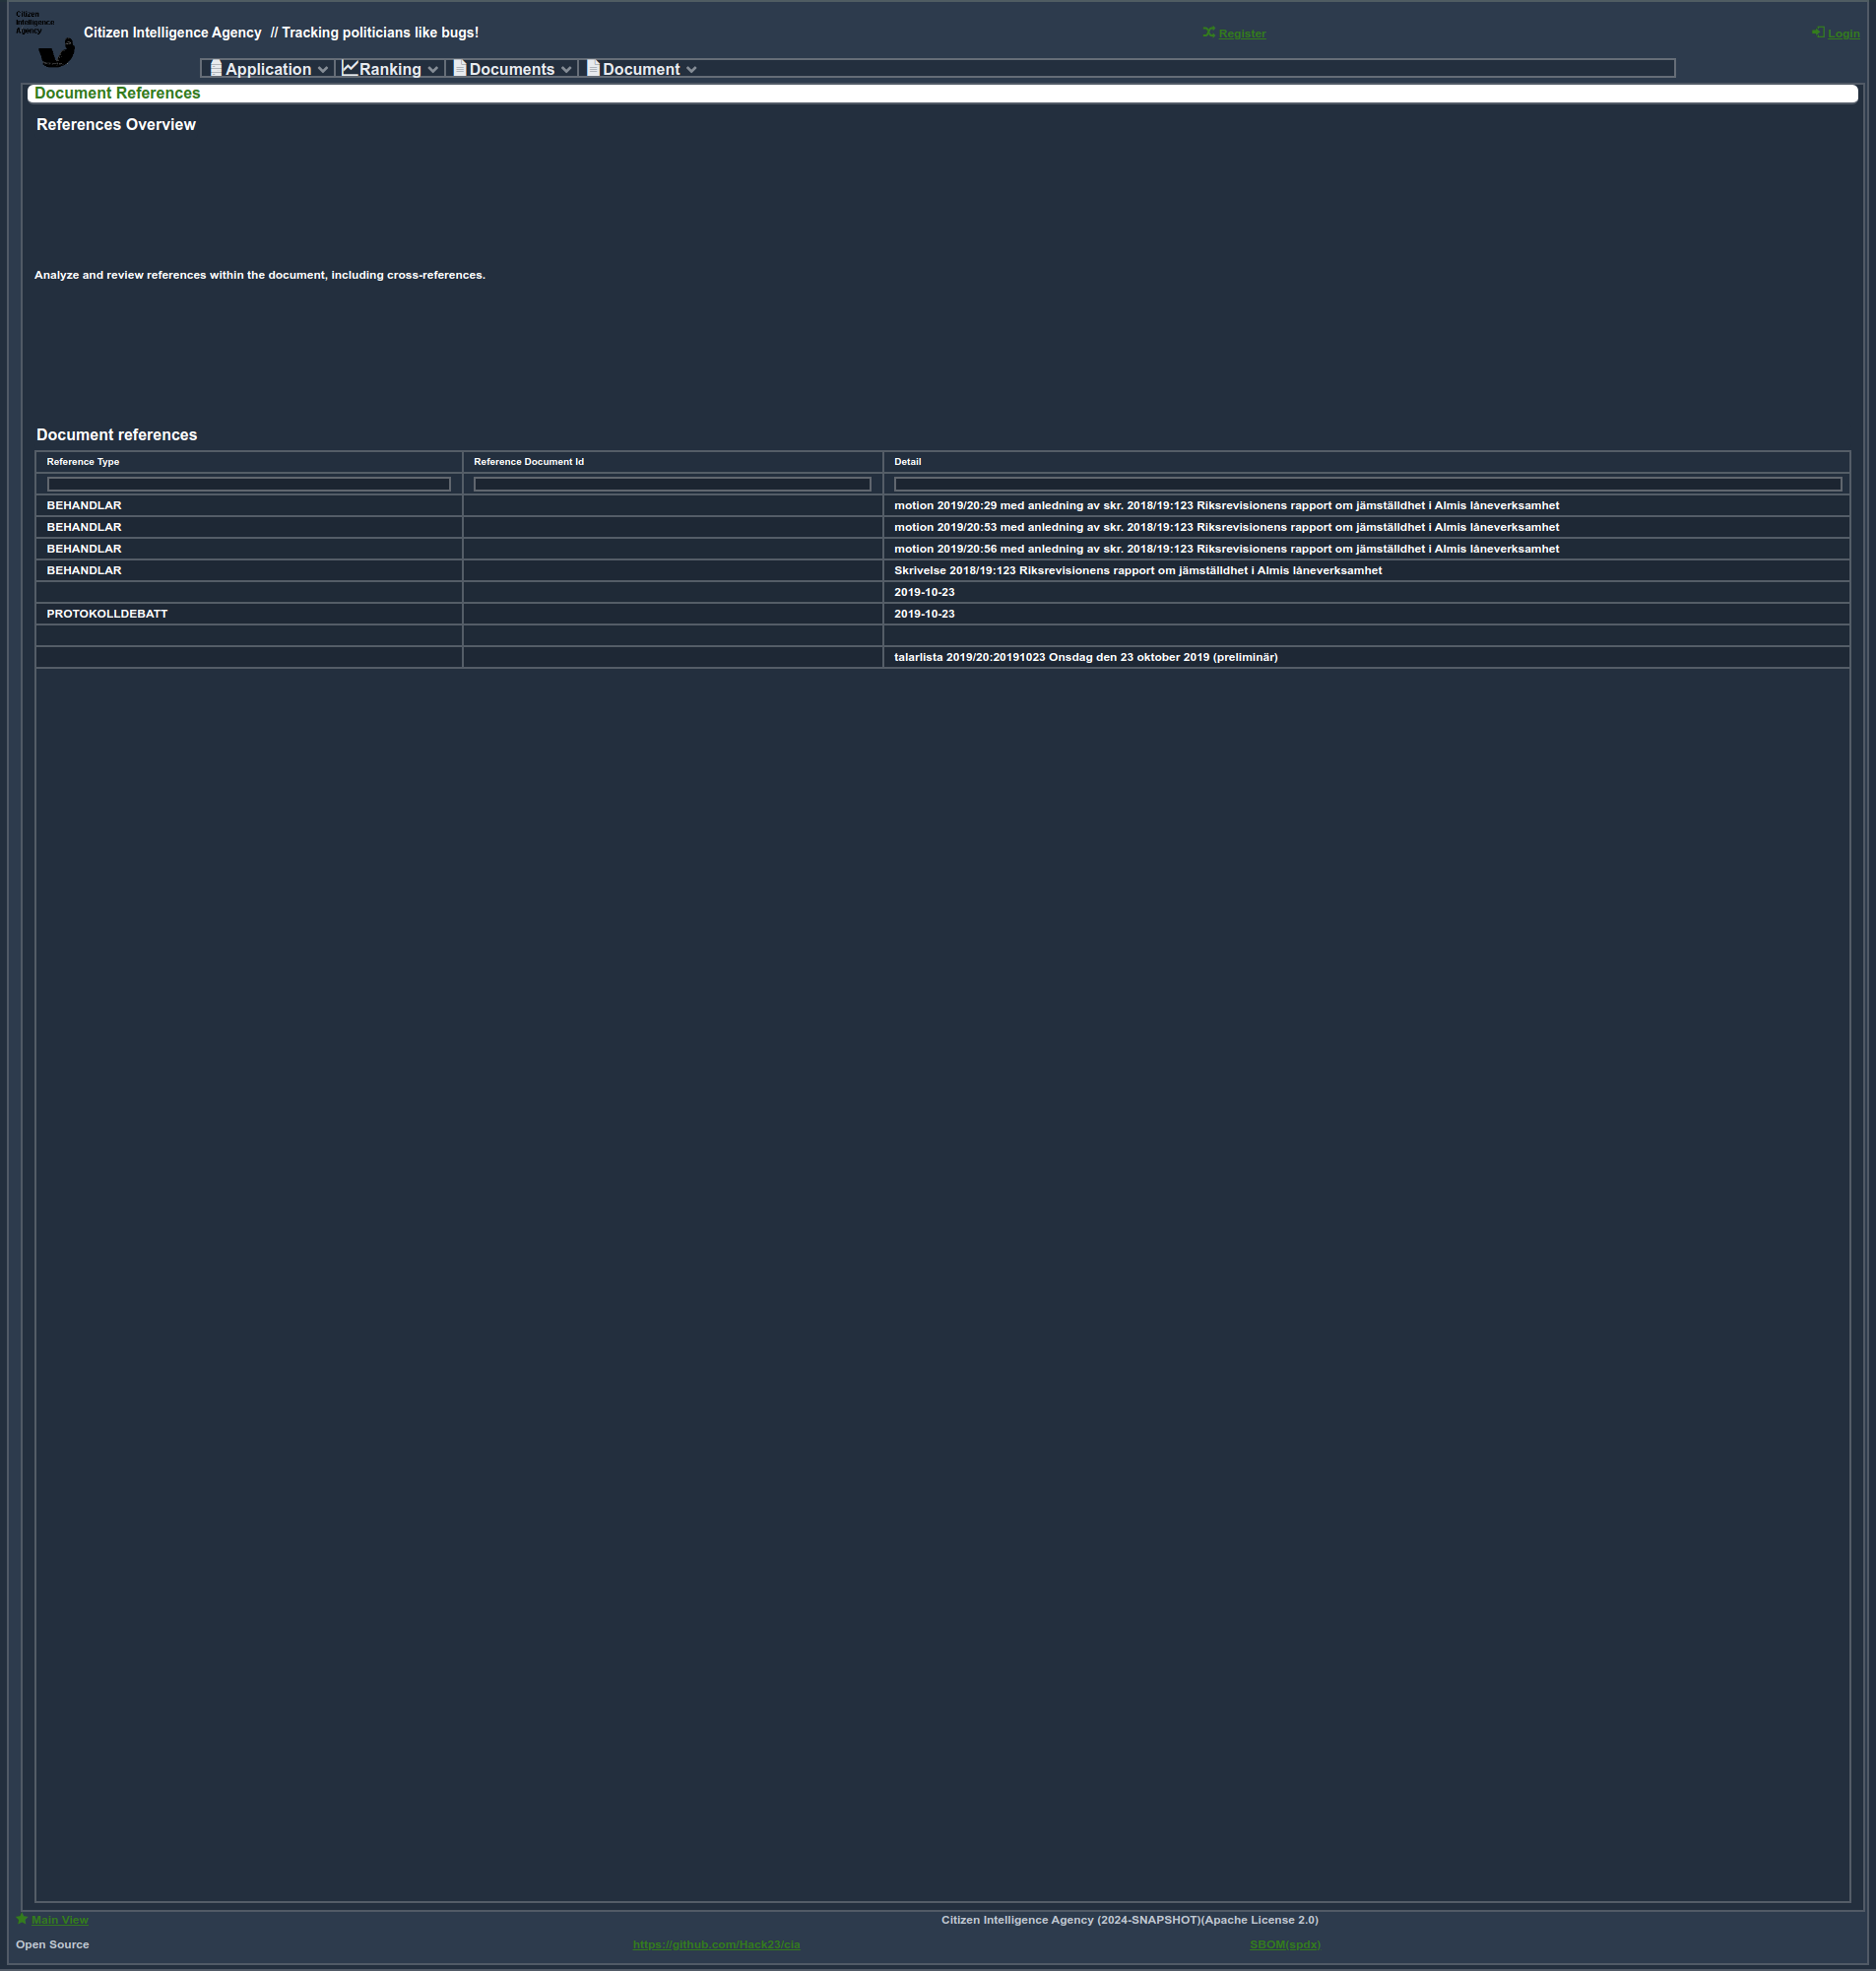 Citizen
Intelligence
Agency
Citizen Intelligence Agency // Tracking politicians like bugs!
Register
Login
Application
Ranking
Documents
Document
Document References
References Overview
Analyze and review references within the document, including cross-references.
Document references
Reference Type Reference Document Id Detail
BEHANDLAR motion 2019/20:29 med anledning av skr. 2018/19:123 Riksrevisionens rapport om jämställdhet i Almis låneverksamhet
BEHANDLAR motion 2019/20:53 med anledning av skr. 2018/19:123 Riksrevisionens rapport om jämställdhet i Almis låneverksamhet
BEHANDLAR motion 2019/20:56 med anledning av skr. 2018/19:123 Riksrevisionens rapport om jämställdhet i Almis låneverksamhet
BEHANDLAR Skrivelse 2018/19:123 Riksrevisionens rapport om jämställdhet i Almis låneverksamhet
2019-10-23
PROTOKOLLDEBATT 2019-10-23
talarlista 2019/20:20191023 Onsdag den 23 oktober 2019 (preliminär)
Main View Citizen Intelligence Agency (2024-SNAPSHOT)(Apache License 2.0)
Open Source https://github.com/Hack23/cia SBOM(spdx)